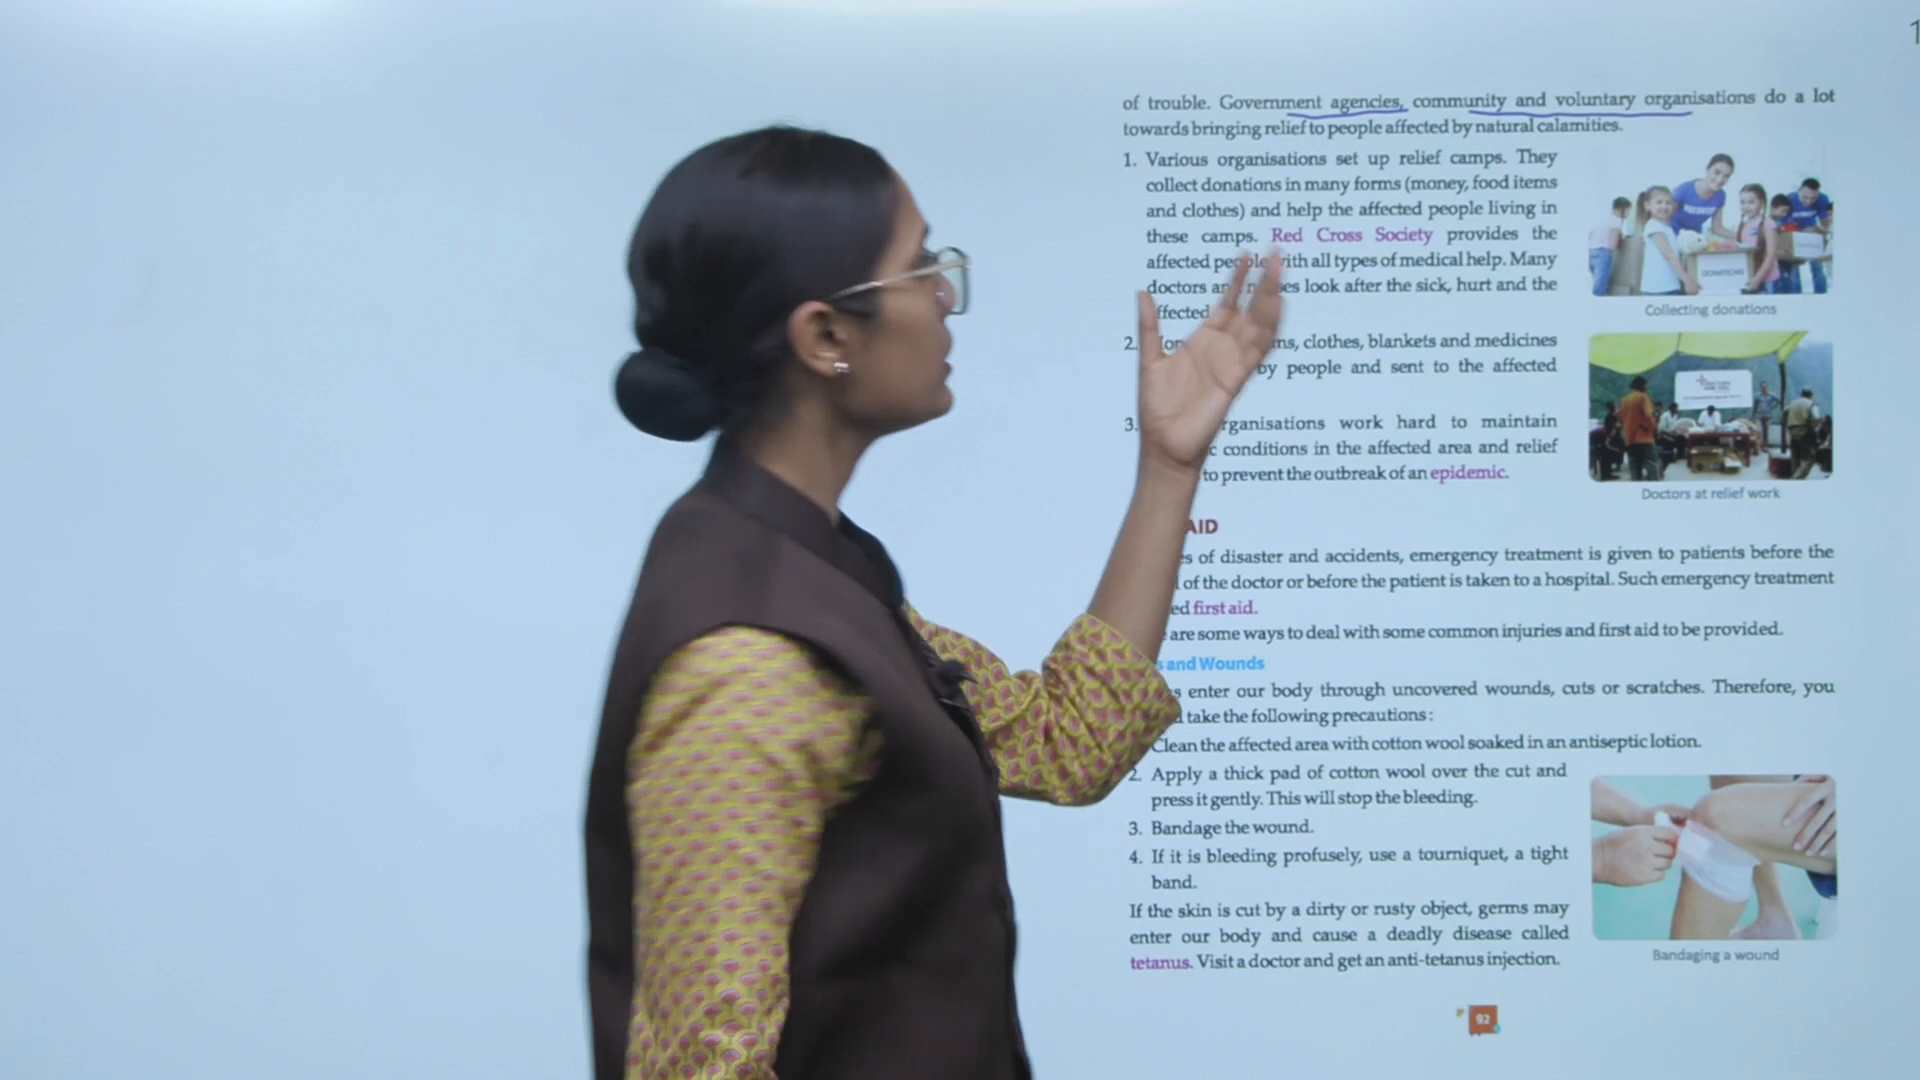 1
of trouble. Government agencies, community and voluntary organisations do a lot
towards bringing relief to people affected by natural calamities.
1. Various organisations set up relief camps. They
collect donations in many forms (money, food items
and clothes) and help the affected people living in
these camps. Red Cross Society provides the
affected people with all types of medical help. Many
doctors and nurses look after the sick, hurt and the
ffected
DONATIONS
Collecting donations
2. ms, clothes, blankets and medicines
by people and sent to the affected
3. rganisations work hard to maintain
c conditions in the affected area and relief
to prevent the outbreak of an epidemic.
Doctors at relief work
AID
s of disaster and accidents, emergency treatment is given to patients before the
l of the doctor or before the patient is taken to a hospital. Such emergency treatment
ed first aid.
are some ways to deal with some common injuries and first aid to be provided.
s and Wounds
s enter our body through uncovered wounds, cuts or scratches. Therefore, you
d take the following precautions:
Clean the affected area with cotton wool soaked in an antiseptic lotion.
2. Apply a thick pad of cotton wool over the cut and
press it gently. This will stop the bleeding.
3. Bandage the wound.
4. If it is bleeding profusely, use a tourniquet, a tight
band.
If the skin is cut by a dirty or rusty object, germs may
enter our body and cause a deadly disease called
tetanus. Visit a doctor and get an anti-tetanus injection.
Bandaging a wound
92